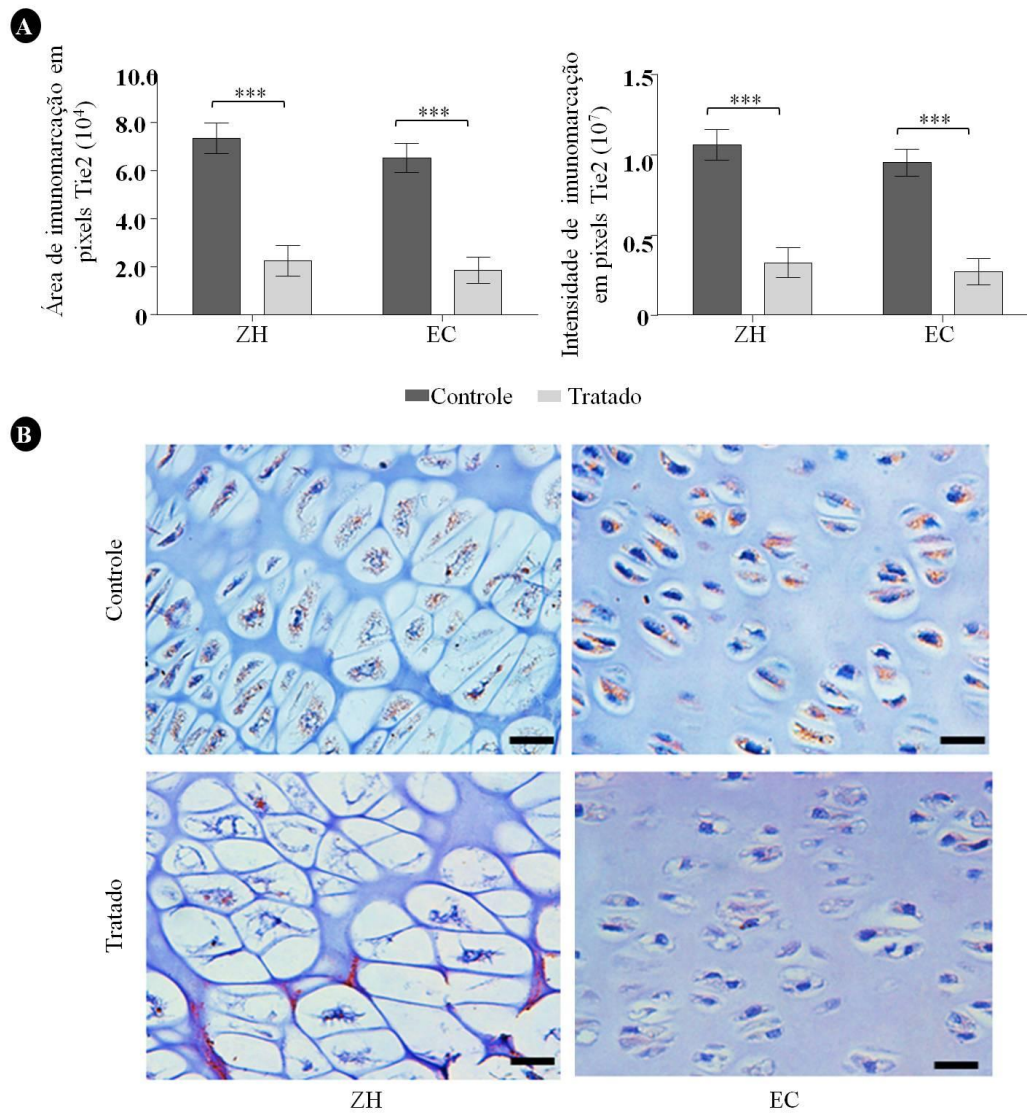 A
Área de imunomarcação em
pixels Tie2 (10⁴)
10.0
8.0
6.0
4.0
2.0
0
***
***
ZH
EC
Intensidade de imunomarcação
em pixels Tie2 (10⁷)
1.5
1.0
0.5
0
***
***
ZH
EC
Controle
Tratado
B
Controle
Tratado
ZH
EC